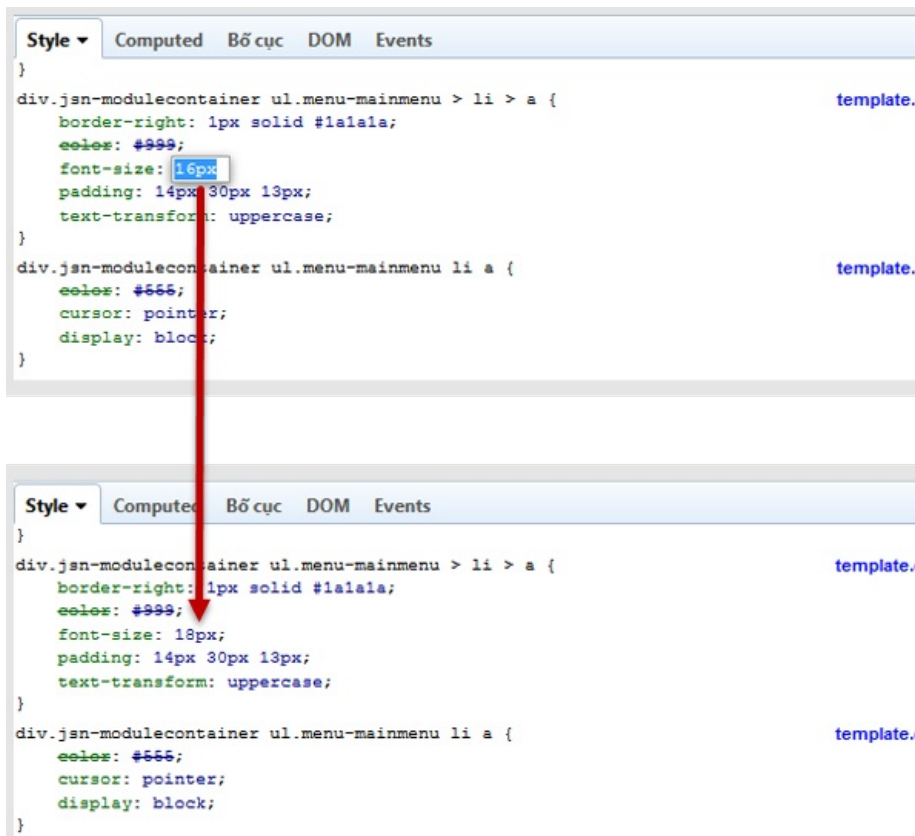 Style Computed Bố cục DOM Events
}
div.jsn-modulecontainer ul.menu-mainmenu > li > a { template.
border-right: 1px solid #1a1a1a;
color: #999;
font-size: 16px
padding: 14px 30px 13px;
text-transform: uppercase;
}
div.jsn-modulecontainer ul.menu-mainmenu li a { template.
color: #555;
cursor: pointer;
display: block;
}
Style Computed Bố cục DOM Events
}
div.jsn-modulecontainer ul.menu-mainmenu > li > a { template.
border-right: 1px solid #1a1a1a;
color: #999;
font-size: 18px;
padding: 14px 30px 13px;
text-transform: uppercase;
}
div.jsn-modulecontainer ul.menu-mainmenu li a { template.
color: #555;
cursor: pointer;
display: block;
}